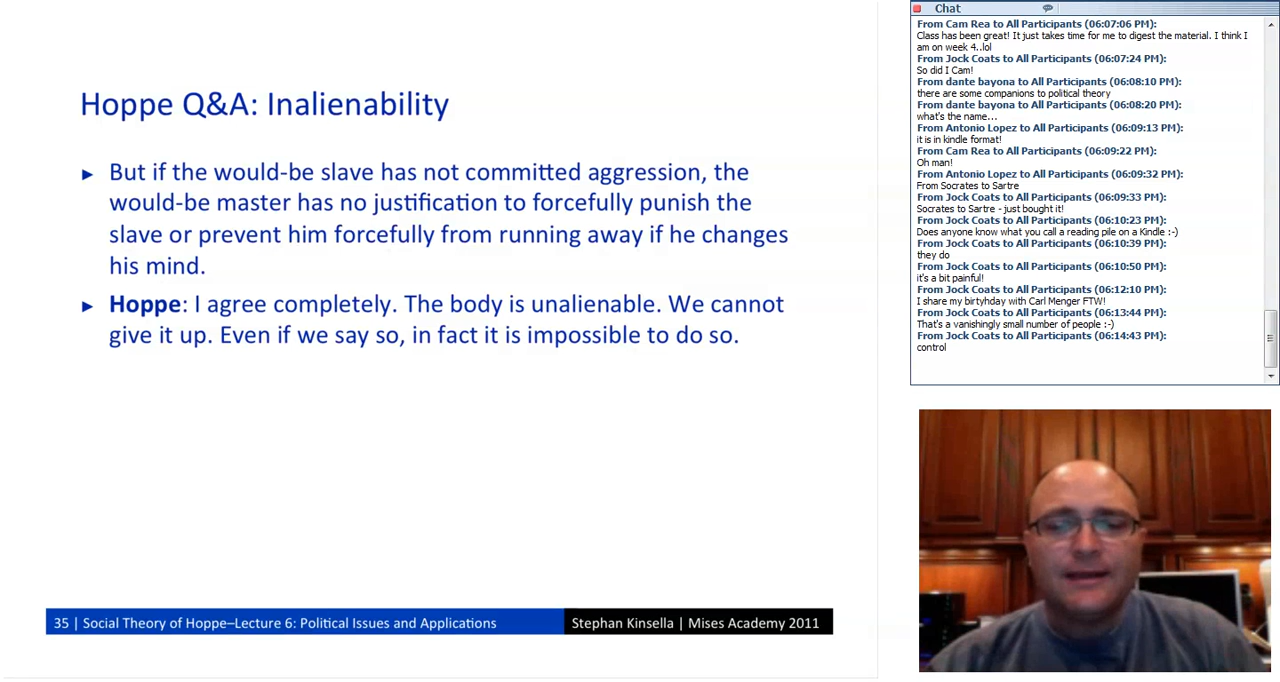 Hoppe Q&A: Inalienability
► But if the would-be slave has not committed aggression, the
would-be master has no justification to forcefully punish the
slave or prevent him forcefully from running away if he changes
his mind.
► Hoppe: I agree completely. The body is unalienable. We cannot
give it up. Even if we say so, in fact it is impossible to do so.
35 | Social Theory of Hoppe–Lecture 6: Political Issues and Applications
Stephan Kinsella | Mises Academy 2011
Chat
From Cam Rea to All Participants (06:07:06 PM):
Class has been great! It just takes time for me to digest the material. I think I
am on week 4..lol
From Jock Coats to All Participants (06:07:24 PM):
So did I Cam!
From dante bayona to All Participants (06:08:10 PM):
there are some companions to political theory
From dante bayona to All Participants (06:08:20 PM):
what's the name...
From Antonio Lopez to All Participants (06:09:13 PM):
it is in kindle format!
From Cam Rea to All Participants (06:09:22 PM):
Oh man!
From Antonio Lopez to All Participants (06:09:32 PM):
From Socrates to Sartre
From Jock Coats to All Participants (06:09:33 PM):
Socrates to Sartre - just bought it!
From Jock Coats to All Participants (06:10:23 PM):
Does anyone know what you call a reading pile on a Kindle :-)
From Jock Coats to All Participants (06:10:39 PM):
they do
From Jock Coats to All Participants (06:10:50 PM):
it's a bit painful!
From Jock Coats to All Participants (06:12:10 PM):
I share my birtyhday with Carl Menger FTW!
From Jock Coats to All Participants (06:13:44 PM):
That's a vanishingly small number of people :-)
From Jock Coats to All Participants (06:14:43 PM):
control